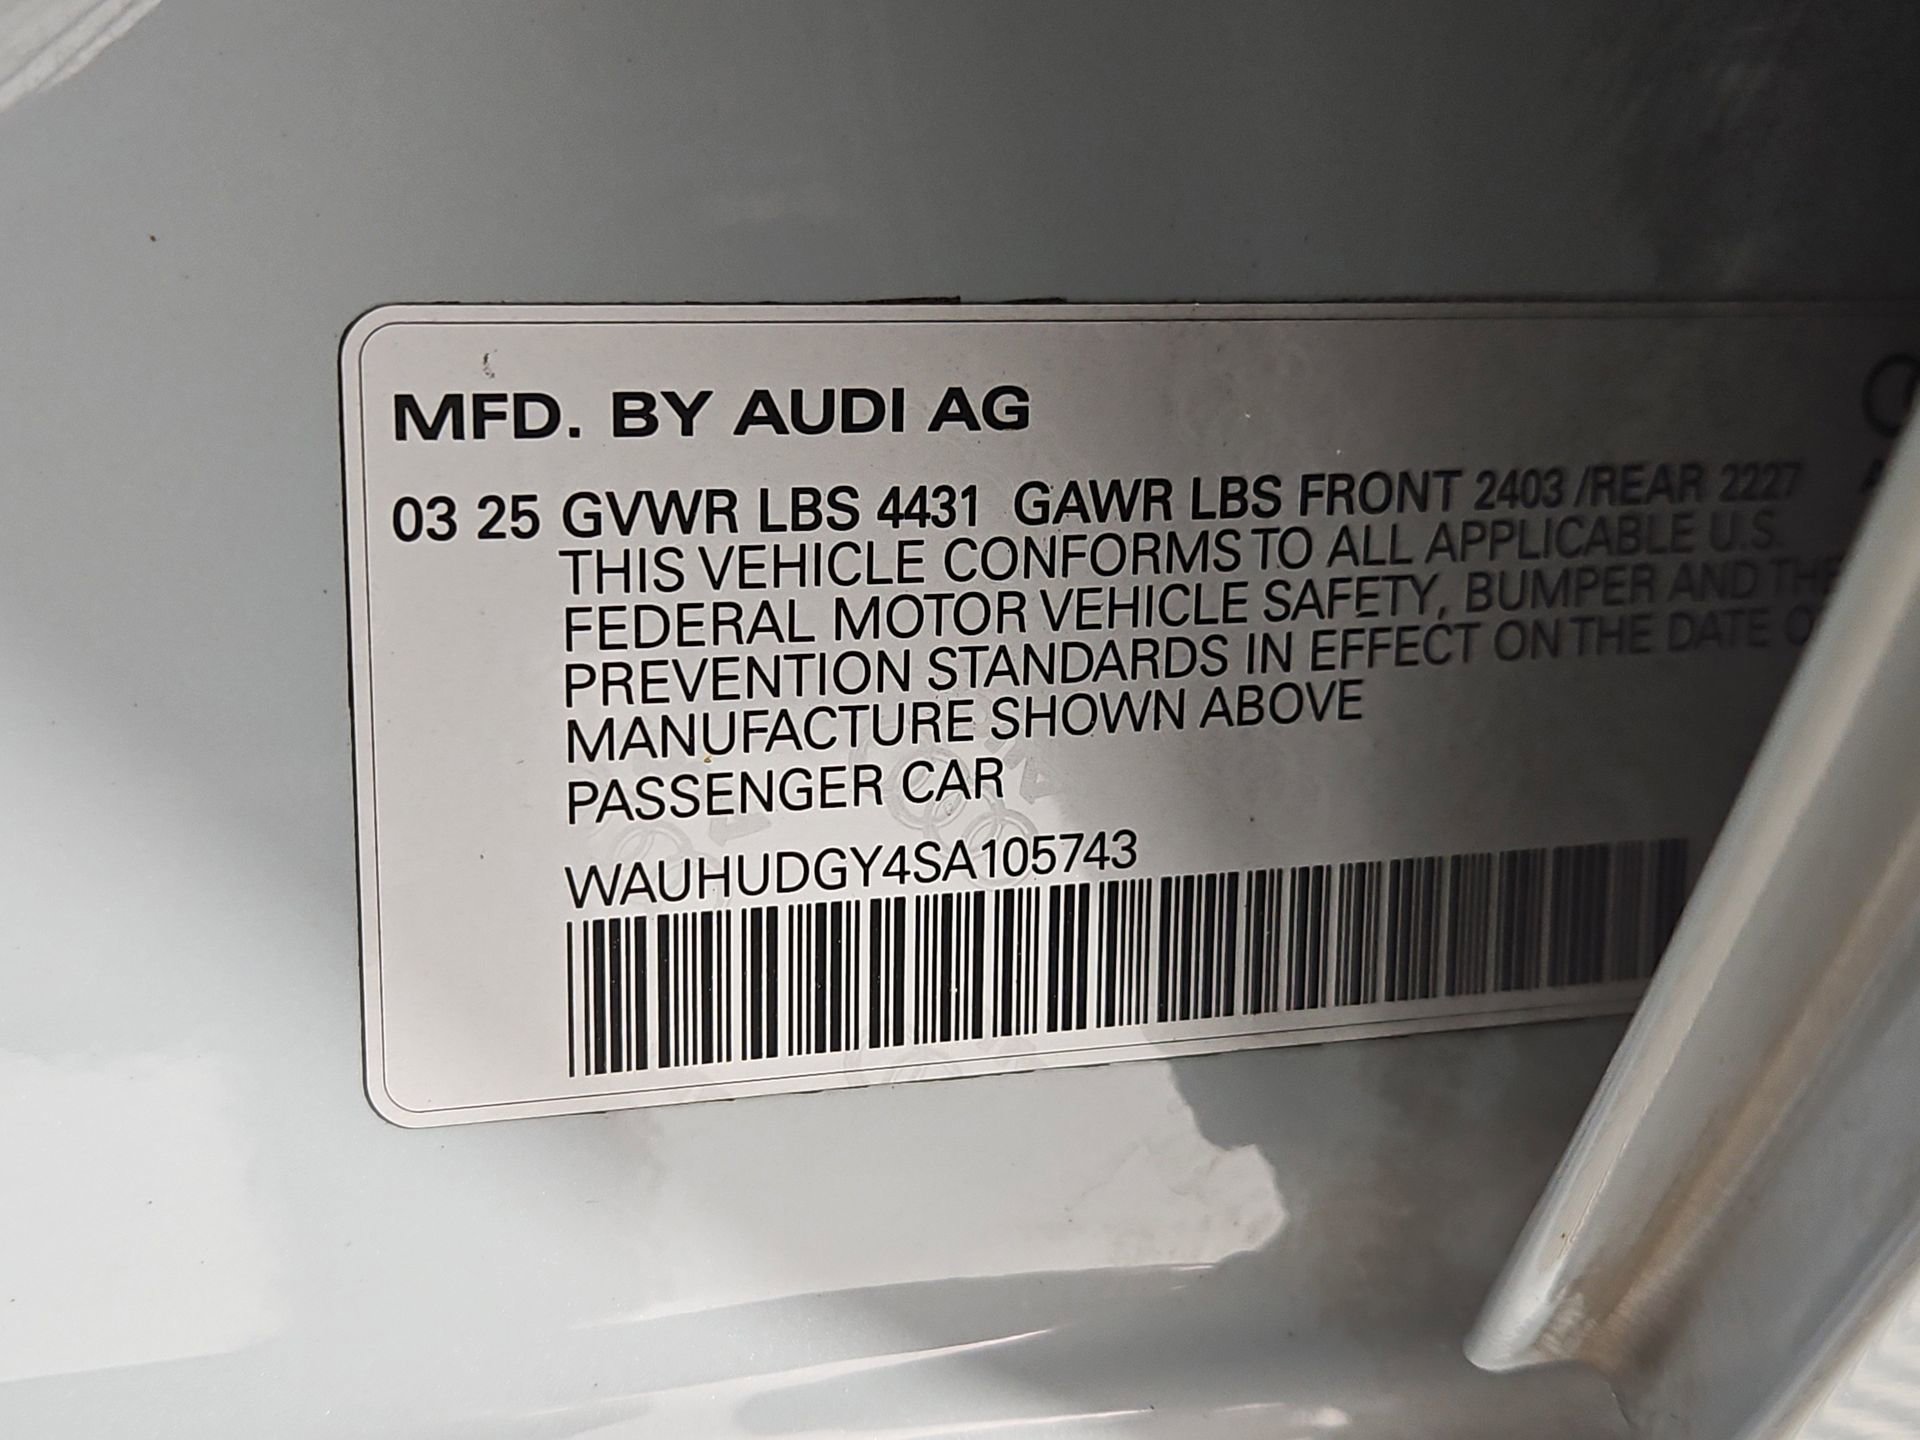 MFD. BY AUDI AG
03 25 GVWR LBS 4431 GAWR LBS FRONT 2403 /REAR 2227
THIS VEHICLE CONFORMS TO ALL APPLICABLE U.S.
FEDERAL MOTOR VEHICLE SAFETY, BUMPER AND THE
PREVENTION STANDARDS IN EFFECT ON THE DATE O
MANUFACTURE SHOWN ABOVE
PASSENGER CAR
WAUHUDGY4SA105743